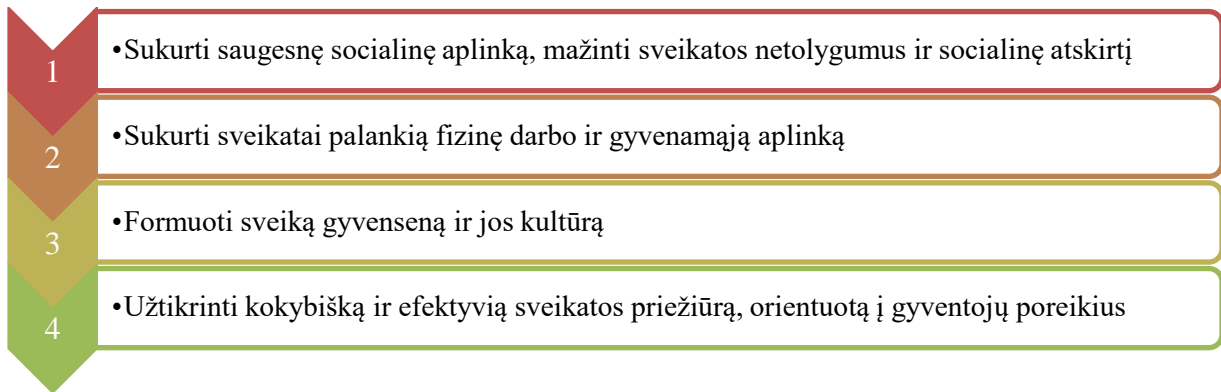 1
•Sukurti saugesnę socialinę aplinką, mažinti sveikatos netolygumus ir socialinę atskirtį
2
•Sukurti sveikatai palankią fizinę darbo ir gyvenamąją aplinką
3
•Formuoti sveiką gyvenseną ir jos kultūrą
4
•Užtikrinti kokybišką ir efektyvią sveikatos priežiūrą, orientuotą į gyventojų poreikius